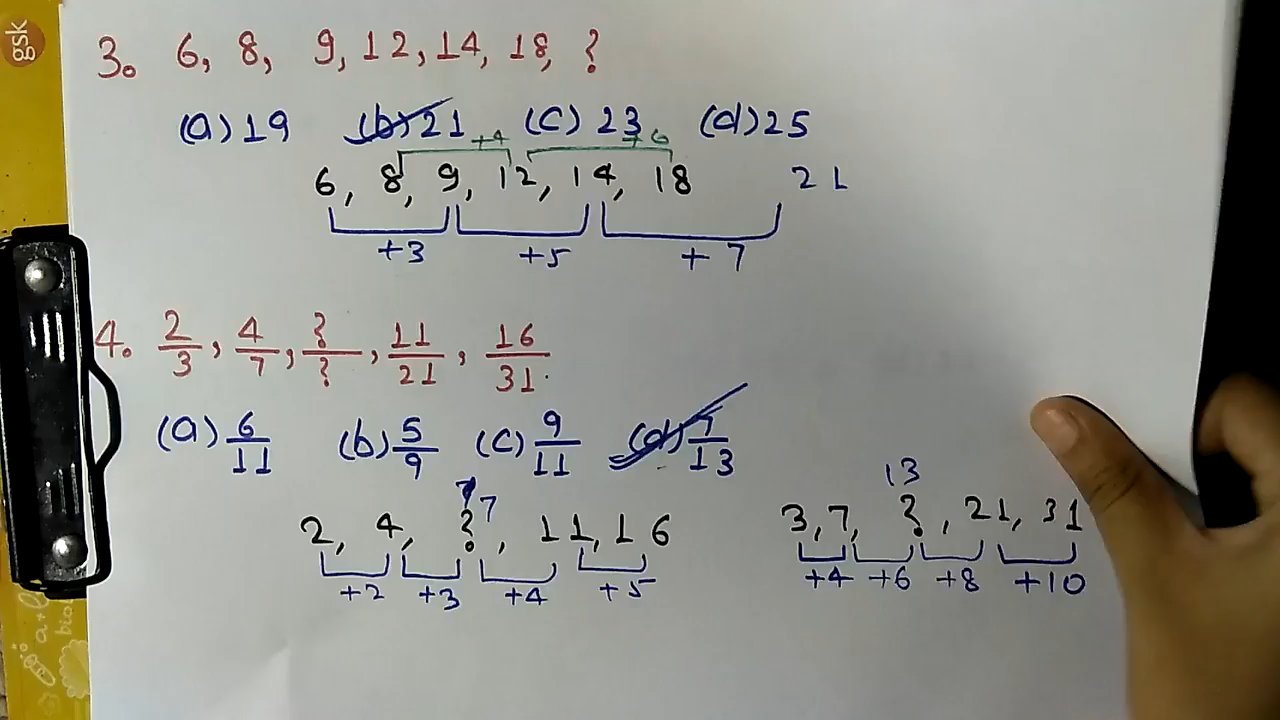 gsk
3. 6, 8, 9, 12, 14, 18, ?
(a) 19 (b) 21 (c) 23 (d) 25
+4 +6
6, 8, 9, 12, 14, 18 21
+3 +5 +7
4. 2/3, 4/7, ?/?, 11/21, 16/31.
(a) 6/11 (b) 5/9 (c) 9/11 (d) 7/13
7 13
2, 4, ?, 11, 16 3, 7, ?, 21, 31
+2 +3 +4 +5 +4 +6 +8 +10